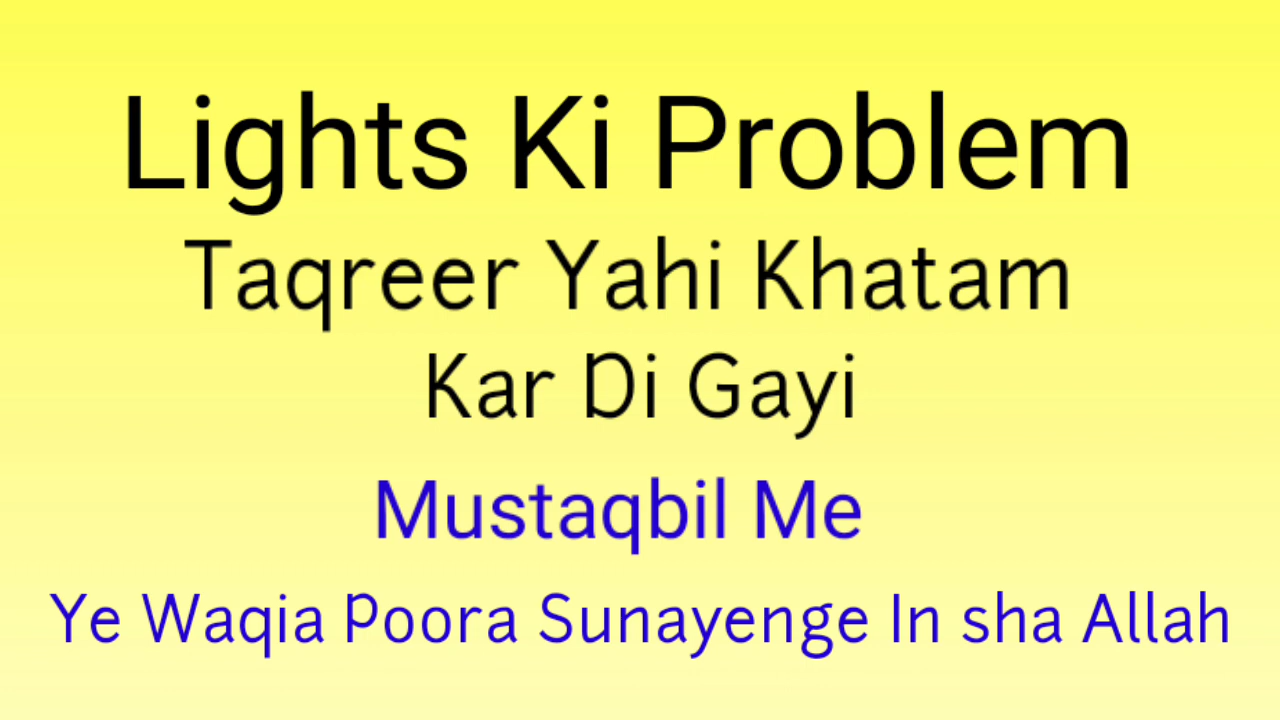 Lights Ki Problem
Taqreer Yahi Khatam
Kar Di Gayi
Mustaqbil Me
Ye Waqia Poora Sunayenge In sha Allah